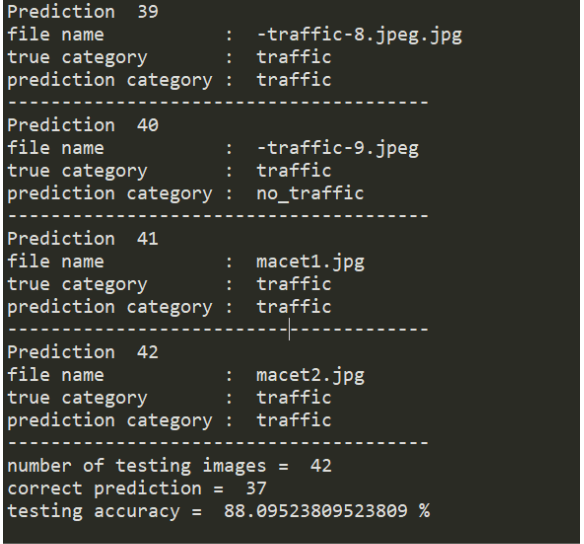 Prediction  39
file name           :  -traffic-8.jpeg.jpg
true category       :  traffic
prediction category :  traffic
----------------------------------------
Prediction  40
file name           :  -traffic-9.jpeg
true category       :  traffic
prediction category :  no_traffic
----------------------------------------
Prediction  41
file name           :  macet1.jpg
true category       :  traffic
prediction category :  traffic
----------------------------------------
Prediction  42
file name           :  macet2.jpg
true category       :  traffic
prediction category :  traffic
----------------------------------------
number of testing images =  42
correct prediction =  37
testing accuracy =  88.09523809523809 %